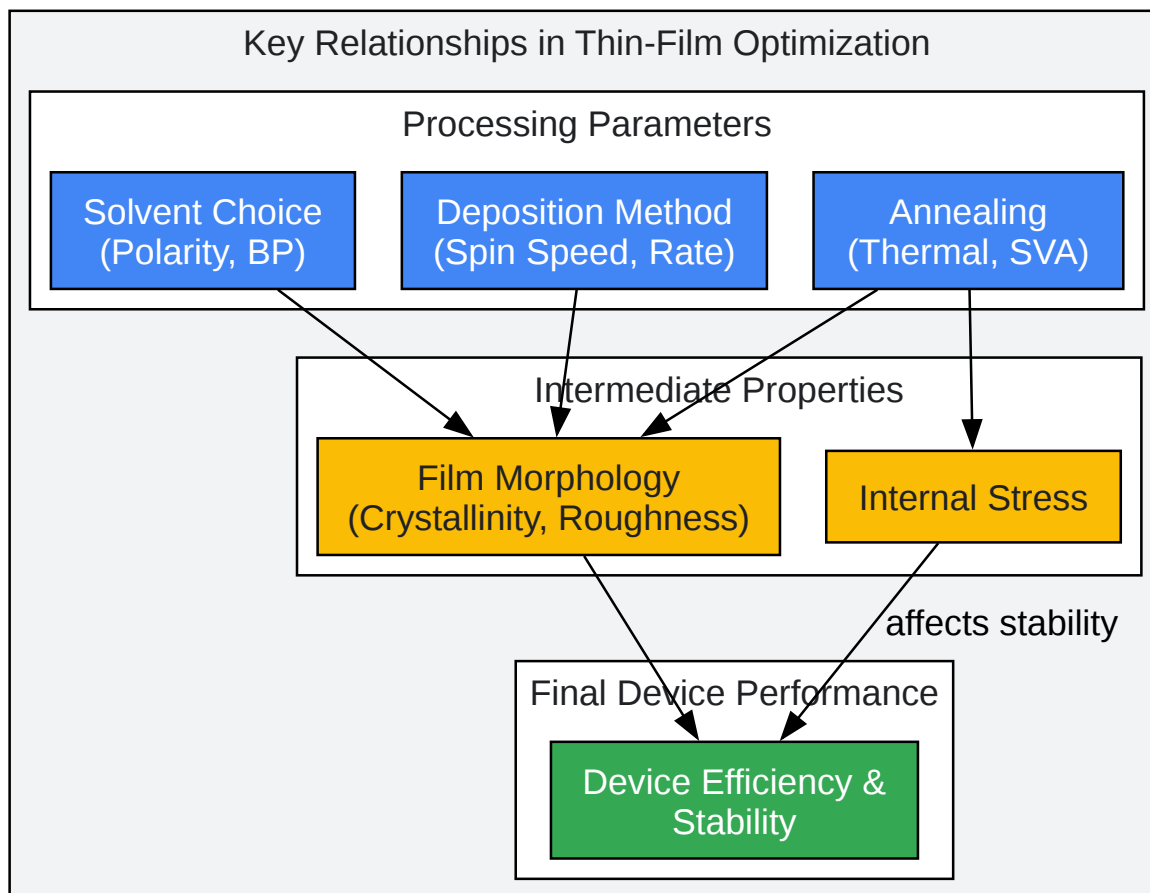 Key Relationships in Thin-Film Optimization
Processing Parameters
Solvent Choice
(Polarity, BP)
Deposition Method
(Spin Speed, Rate)
Annealing
(Thermal, SVA)
Intermediate Properties
Film Morphology
(Crystallinity, Roughness)
Internal Stress
affects stability
Final Device Performance
Device Efficiency &
Stability